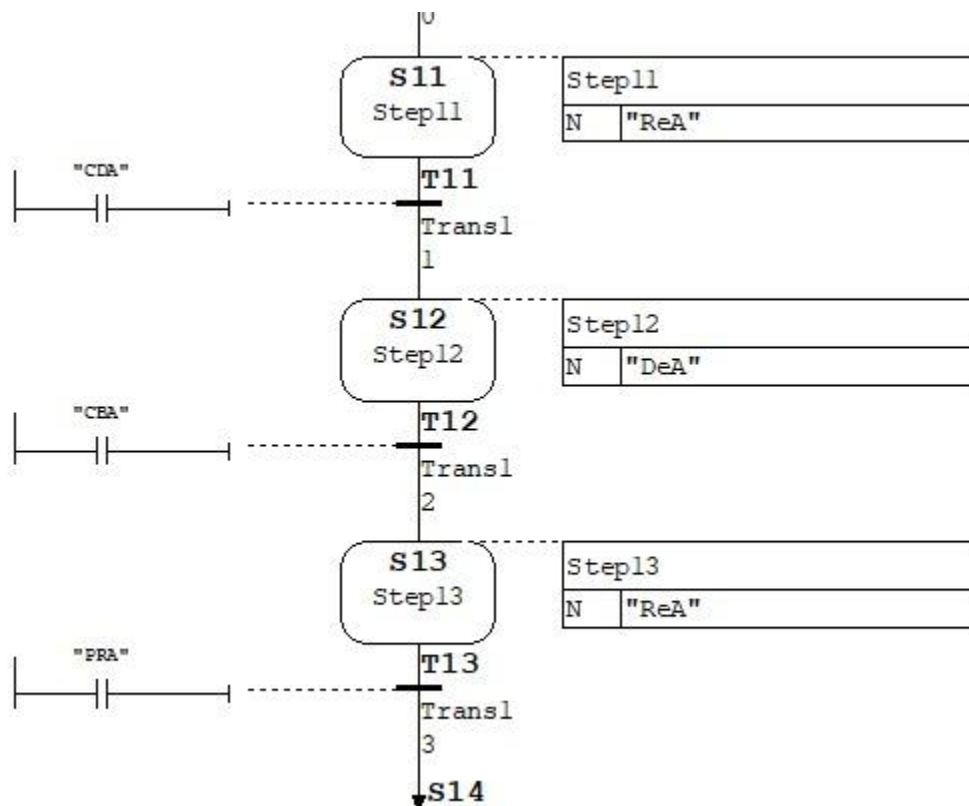 0
S11
Step11
Step11
N "ReA"
"CDA"
T11
Trans1
1
S12
Step12
Step12
N "DeA"
"CBA"
T12
Trans1
2
S13
Step13
Step13
N "ReA"
"PRA"
T13
Trans1
3
S14